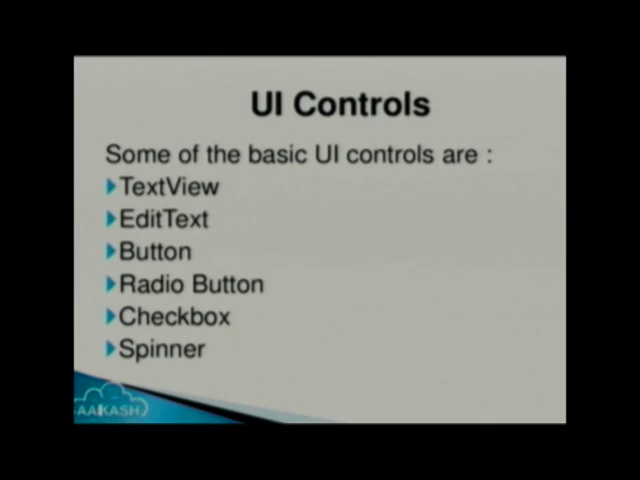 UI Controls
Some of the basic UI controls are :
TextView
EditText
Button
Radio Button
Checkbox
Spinner
AAKASH